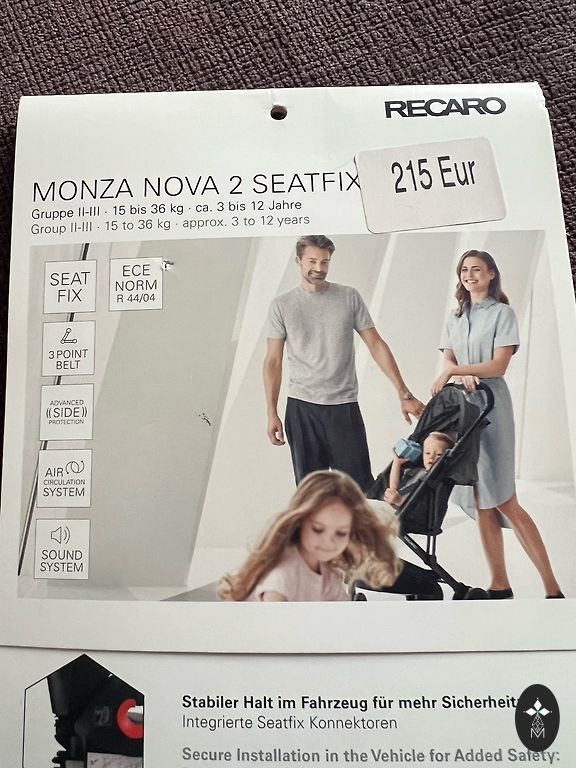 RECARO
MONZA NOVA 2 SEATFIX
215 Eur
Gruppe II-III · 15 bis 36 kg · ca. 3 bis 12 Jahre
Group II-III · 15 to 36 kg · approx. 3 to 12 years
SEAT
FIX
ECE
NORM
R 44/04
3 POINT
BELT
ADVANCED
((SIDE))
PROTECTION
AIR
CIRCULATION
SYSTEM
SOUND
SYSTEM
Stabiler Halt im Fahrzeug für mehr Sicherheit
Integrierte Seatfix Konnektoren
Secure Installation in the Vehicle for Added Safety:
M